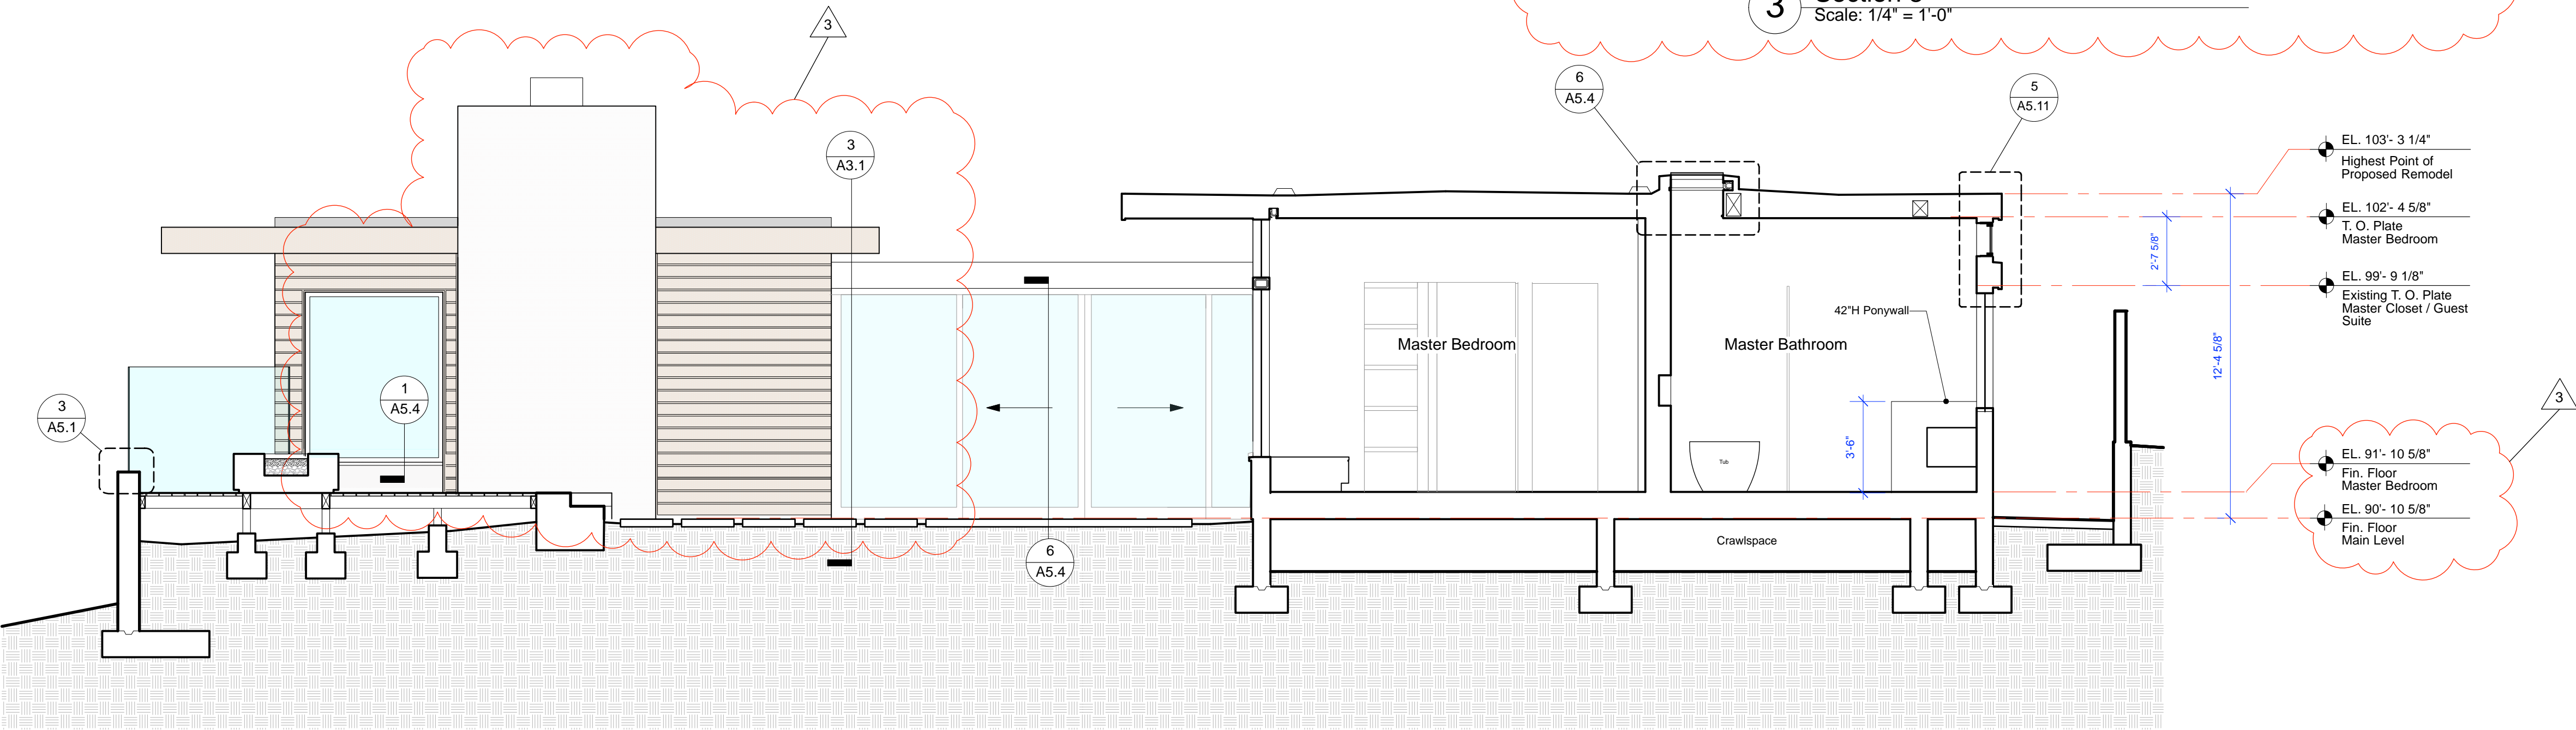 3
Section 3
Scale: 1/4" = 1'-0"
3
6
A5.4
5
A5.11
3
A3.1
EL. 103'- 3 1/4"
Highest Point of
Proposed Remodel
EL. 102'- 4 5/8"
T. O. Plate
Master Bedroom
2'-7 5/8"
EL. 99'- 9 1/8"
Existing T. O. Plate
Master Closet / Guest
Suite
42"H Ponywall
Master Bedroom
Master Bathroom
12'-4 5/8"
1
A5.4
3
A5.1
3
3'-6"
Tub
EL. 91'- 10 5/8"
Fin. Floor
Master Bedroom
EL. 90'- 10 5/8"
Fin. Floor
Main Level
Crawlspace
6
A5.4